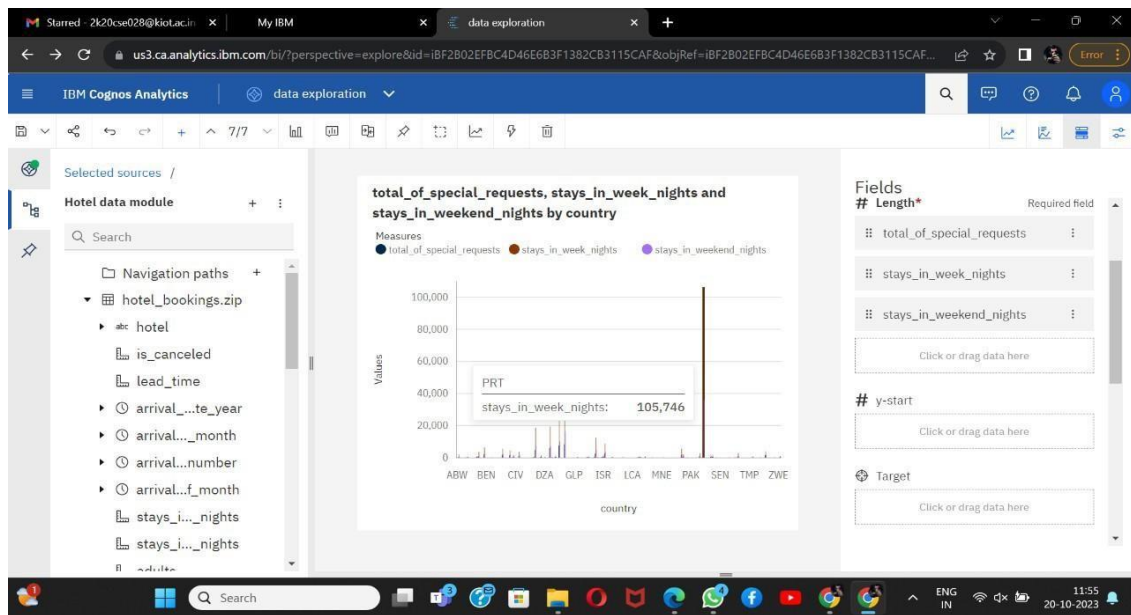 Starred - 2k20cse028@kiot.ac.in
My IBM
data exploration
us3.ca.analytics.ibm.com/bi/?perspective=explore&id=iBF2B02EFBC4D46E6B3F1382CB3115CAF&objRef=iBF2B02EFBC4D46E6B3F1382CB3115CAF...
Error
IBM Cognos Analytics
data exploration
7/7
Selected sources /
Hotel data module
Search
Navigation paths
hotel_bookings.zip
abc hotel
is_canceled
lead_time
arrival_...te_year
arrival..._month
arrival...number
arrival...f_month
stays_i..._nights
stays_i..._nights
adults
total_of_special_requests, stays_in_week_nights and
stays_in_weekend_nights by country
Measures
total_of_special_requests stays_in_week_nights stays_in_weekend_nights
100,000
80,000
60,000
40,000
20,000
0
Values
PRT
stays_in_week_nights: 105,746
ABW BEN CIV DZA GLP ISR LCA MNE PAK SEN TMP ZWE
country
Fields
# Length* Required field
total_of_special_requests
stays_in_week_nights
stays_in_weekend_nights
Click or drag data here
# y-start
Click or drag data here
Target
Click or drag data here
Search
ENG
IN
11:55
20-10-2023